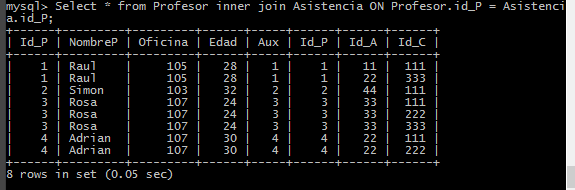 mysql> Select * from Profesor inner join Asistencia ON Profesor.id_P = Asistenci
a.id_P;
+------+---------+---------+------+------+------+------+------+
| Id_P | NombreP | Oficina | Edad | Aux | Id_P | Id_A | Id_C |
+------+---------+---------+------+------+------+------+------+
| 1 | Raul | 105 | 28 | 1 | 1 | 11 | 111 |
| 1 | Raul | 105 | 28 | 1 | 1 | 22 | 333 |
| 2 | Simon | 103 | 32 | 2 | 2 | 44 | 111 |
| 3 | Rosa | 107 | 24 | 3 | 3 | 33 | 111 |
| 3 | Rosa | 107 | 24 | 3 | 3 | 33 | 222 |
| 3 | Rosa | 107 | 24 | 3 | 3 | 33 | 333 |
| 4 | Adrian | 107 | 30 | 4 | 4 | 22 | 111 |
| 4 | Adrian | 107 | 30 | 4 | 4 | 22 | 222 |
+------+---------+---------+------+------+------+------+------+
8 rows in set (0.05 sec)